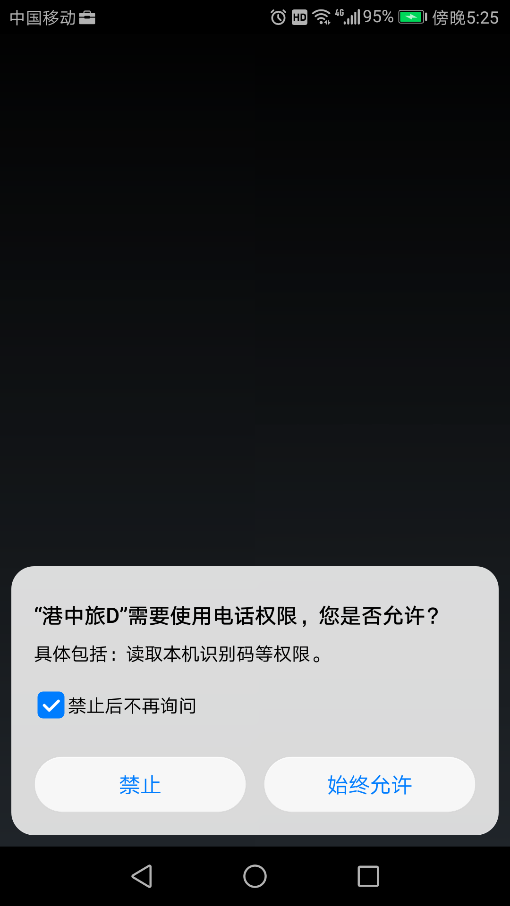 中国移动 HD 4G 95% 傍晚5:25
“港中旅D”需要使用电话权限，您是否允许？
具体包括：读取本机识别码等权限。
禁止后不再询问
禁止 始终允许